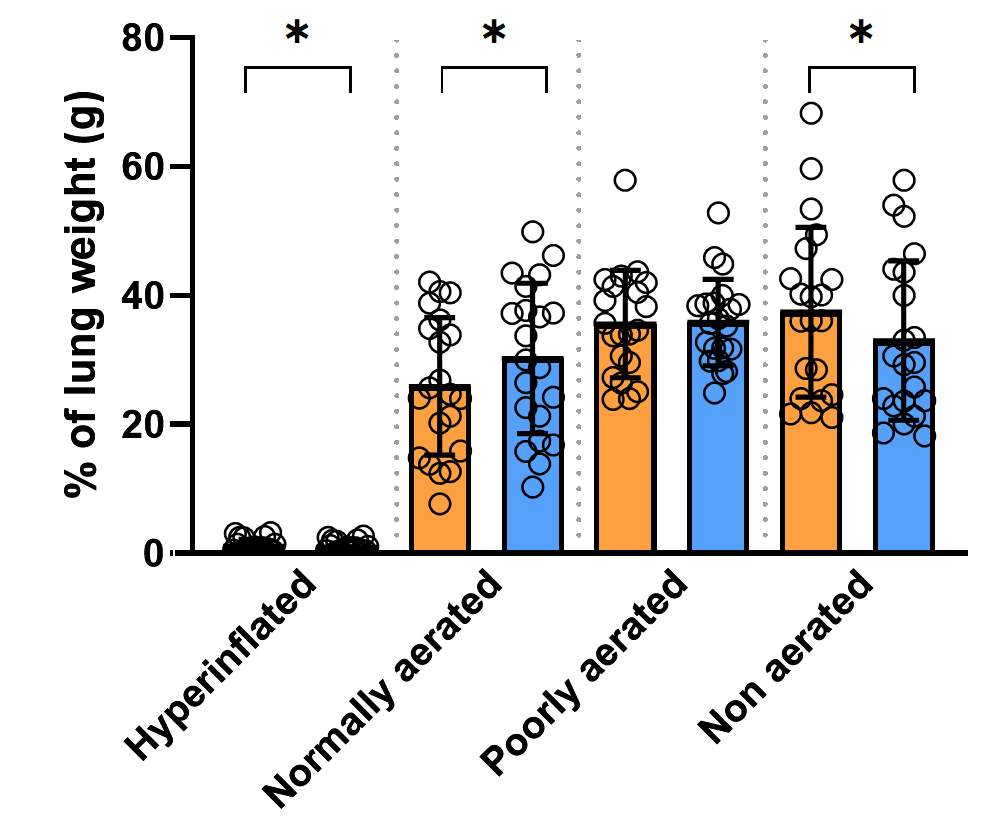 * * *
80
60
40
20
0
% of lung weight (g)
Hyperinflated
Normally aerated
Poorly aerated
Non aerated